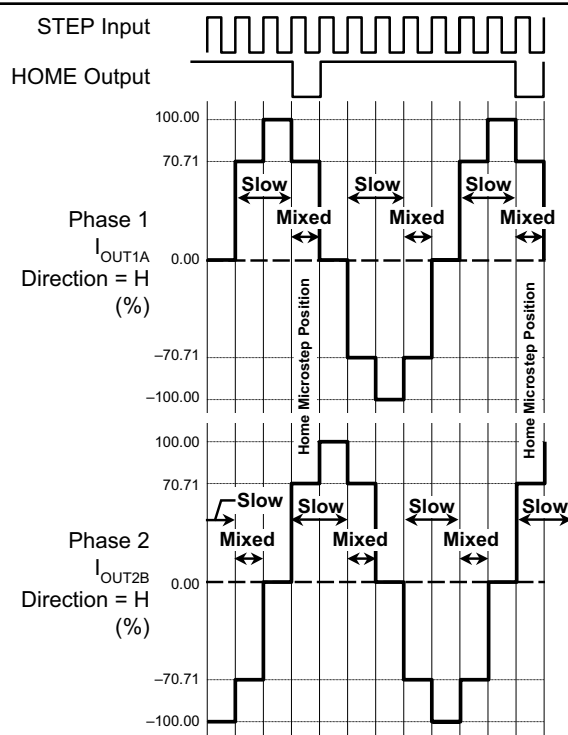 STEP Input
HOME Output
100.00
70.71
Slow
Slow
Slow
Mixed
Mixed
Mixed
Phase 1
I_OUT1A
Direction = H
(%)
0.00
Home Microstep Position
Home Microstep Position
–70.71
–100.00
100.00
70.71
Slow
Slow
Slow
Slow
Mixed
Mixed
Mixed
Phase 2
I_OUT2B
Direction = H
(%)
0.00
–70.71
–100.00